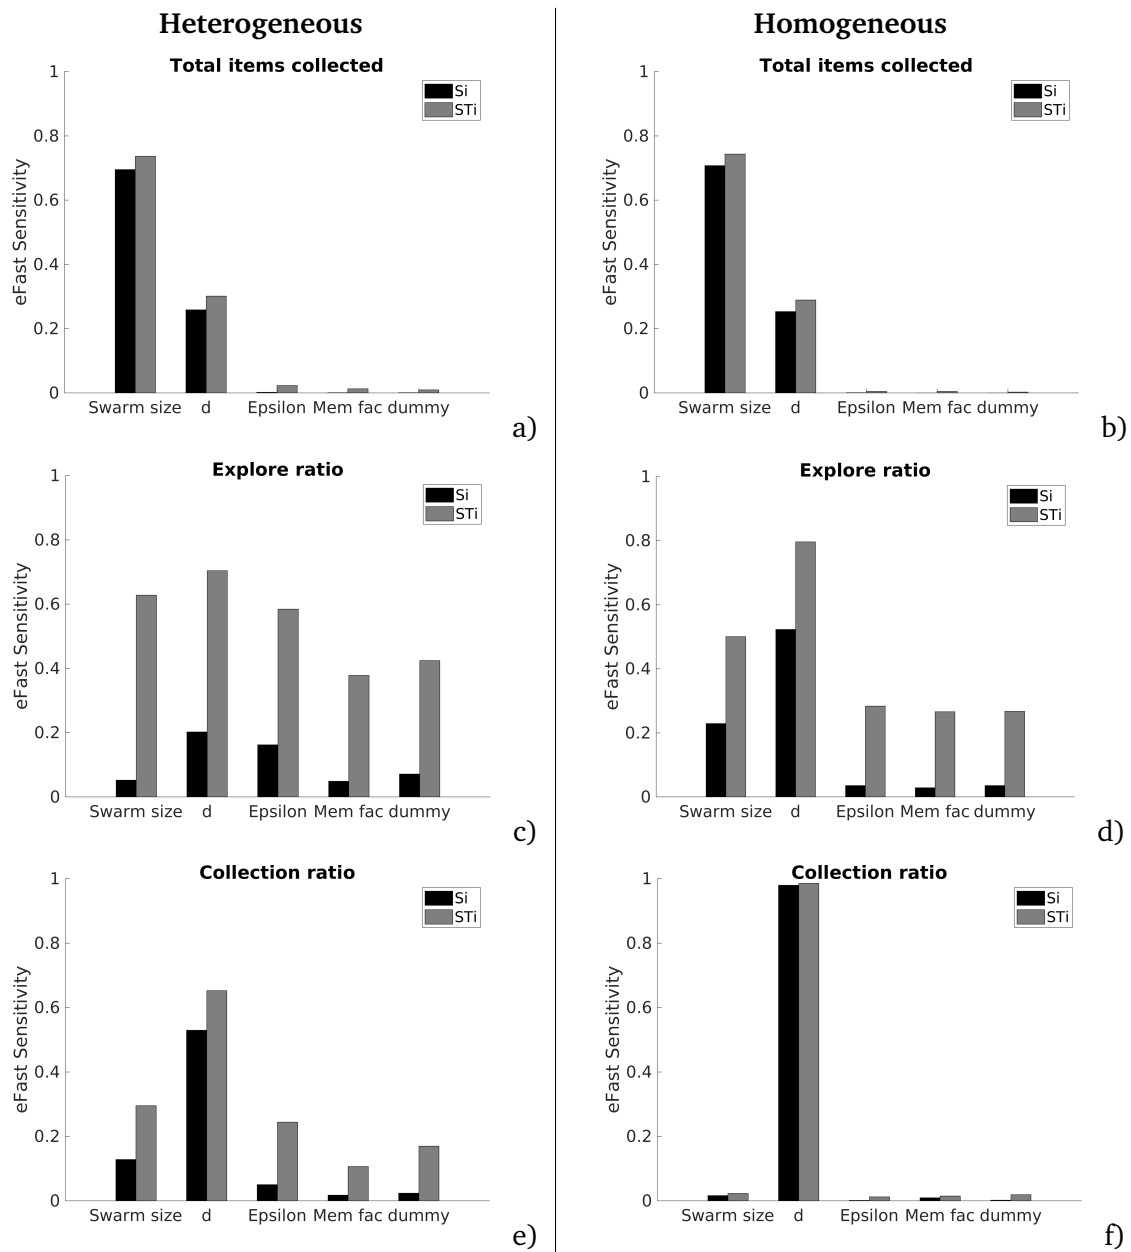 Heterogeneous
Total items collected
1
0.8
0.6
0.4
0.2
0
eFast Sensitivity
Si
STi
Swarm size d Epsilon Mem fac dummy
a)
Explore ratio
1
0.8
0.6
0.4
0.2
0
eFast Sensitivity
Si
STi
Swarm size d Epsilon Mem fac dummy
c)
Collection ratio
1
0.8
0.6
0.4
0.2
0
eFast Sensitivity
Si
STi
Swarm size d Epsilon Mem fac dummy
e)
Homogeneous
Total items collected
1
0.8
0.6
0.4
0.2
0
eFast Sensitivity
Si
STi
Swarm size d Epsilon Mem fac dummy
b)
Explore ratio
1
0.8
0.6
0.4
0.2
0
eFast Sensitivity
Si
STi
Swarm size d Epsilon Mem fac dummy
d)
Collection ratio
1
0.8
0.6
0.4
0.2
0
eFast Sensitivity
Si
STi
Swarm size d Epsilon Mem fac dummy
f)